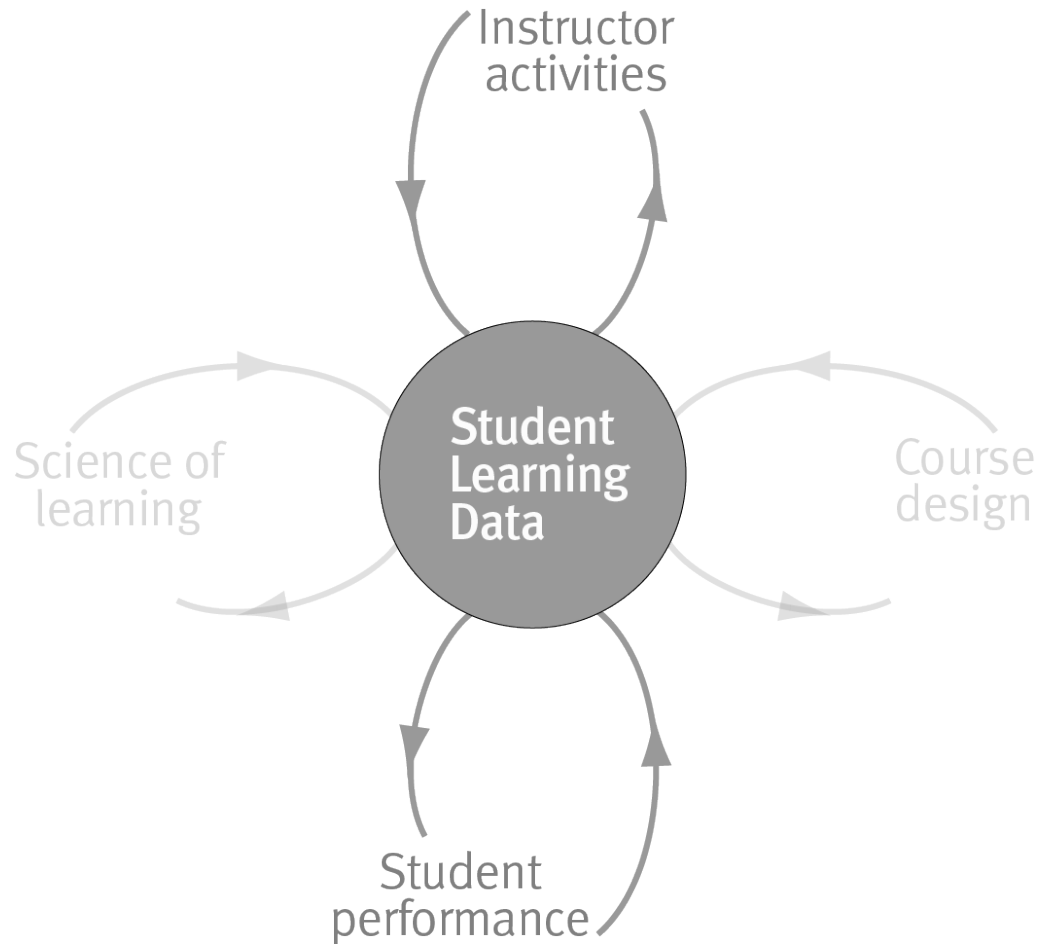 Instructor
activities
Science of
learning
Student
Learning
Data
Course
design
Student
performance